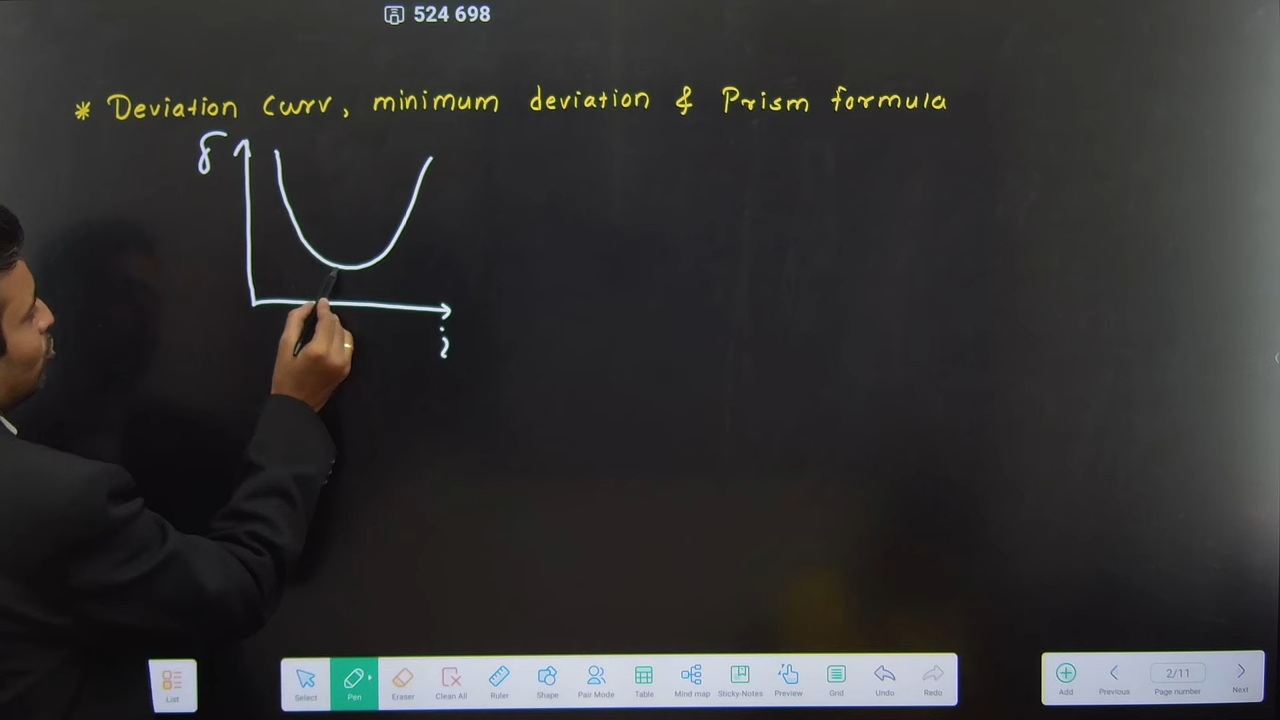 524 698
* Deviation Curv, minimum deviation & Prism formula
δ
i
List
Select
Pen
Eraser
Clean All
Ruler
Shape
Pair Mode
Table
Mind map
Sticky-Notes
Preview
Grid
Undo
Redo
Add
Previous
2/11
Page number
Next